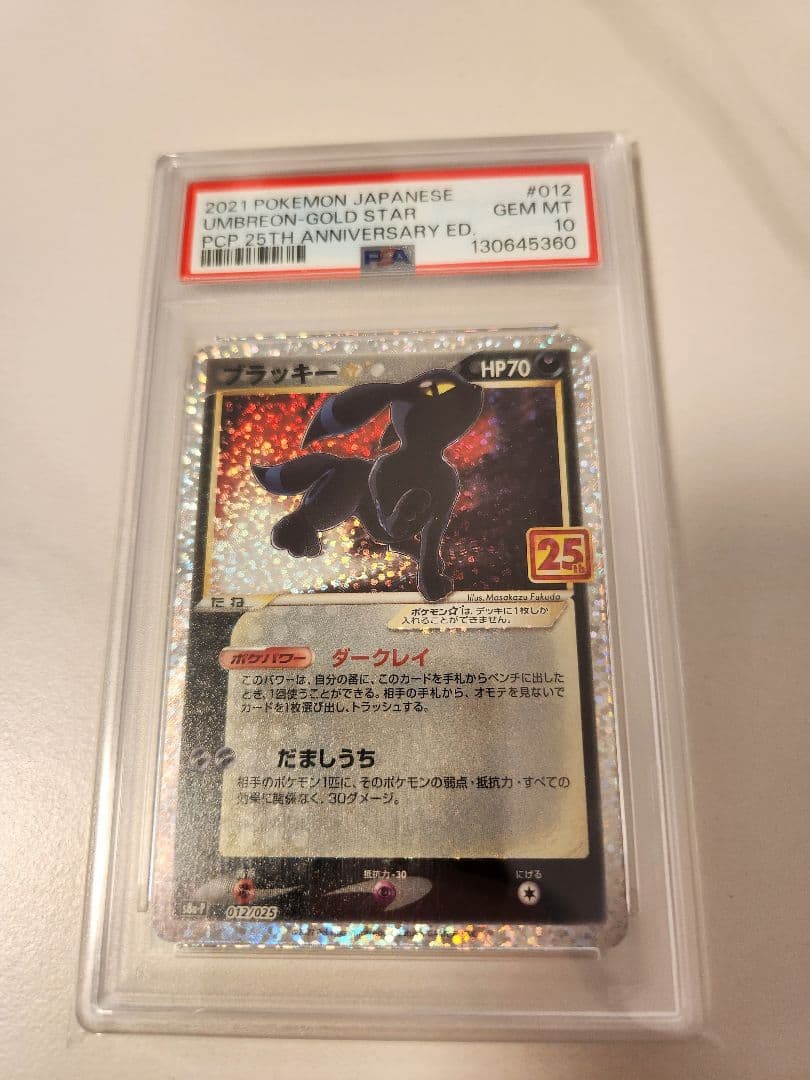 2021 POKEMON JAPANESE #012
UMBREON-GOLD STAR GEM MT
PCP 25TH ANNIVERSARY ED. 10
PSA 130645360
ブラッキー HP70
25th
たね
Illus. Masakazu Fukuda
ポケモン☆は、デッキに1枚しか
入れることができません。
ポケパワー ダークレイ
このパワーは、自分の番に、このカードを手札からベンチに出した
とき、1回使うことができる。相手の手札から、オモテを見ないで
カードを1枚選び出し、トラッシュする。
だましうち
相手のポケモン1匹に、そのポケモンの弱点・抵抗力・すべての
効果に関係なく、30ダメージ。
弱点 抵抗力 -30 にげる
s8a-P 012/025